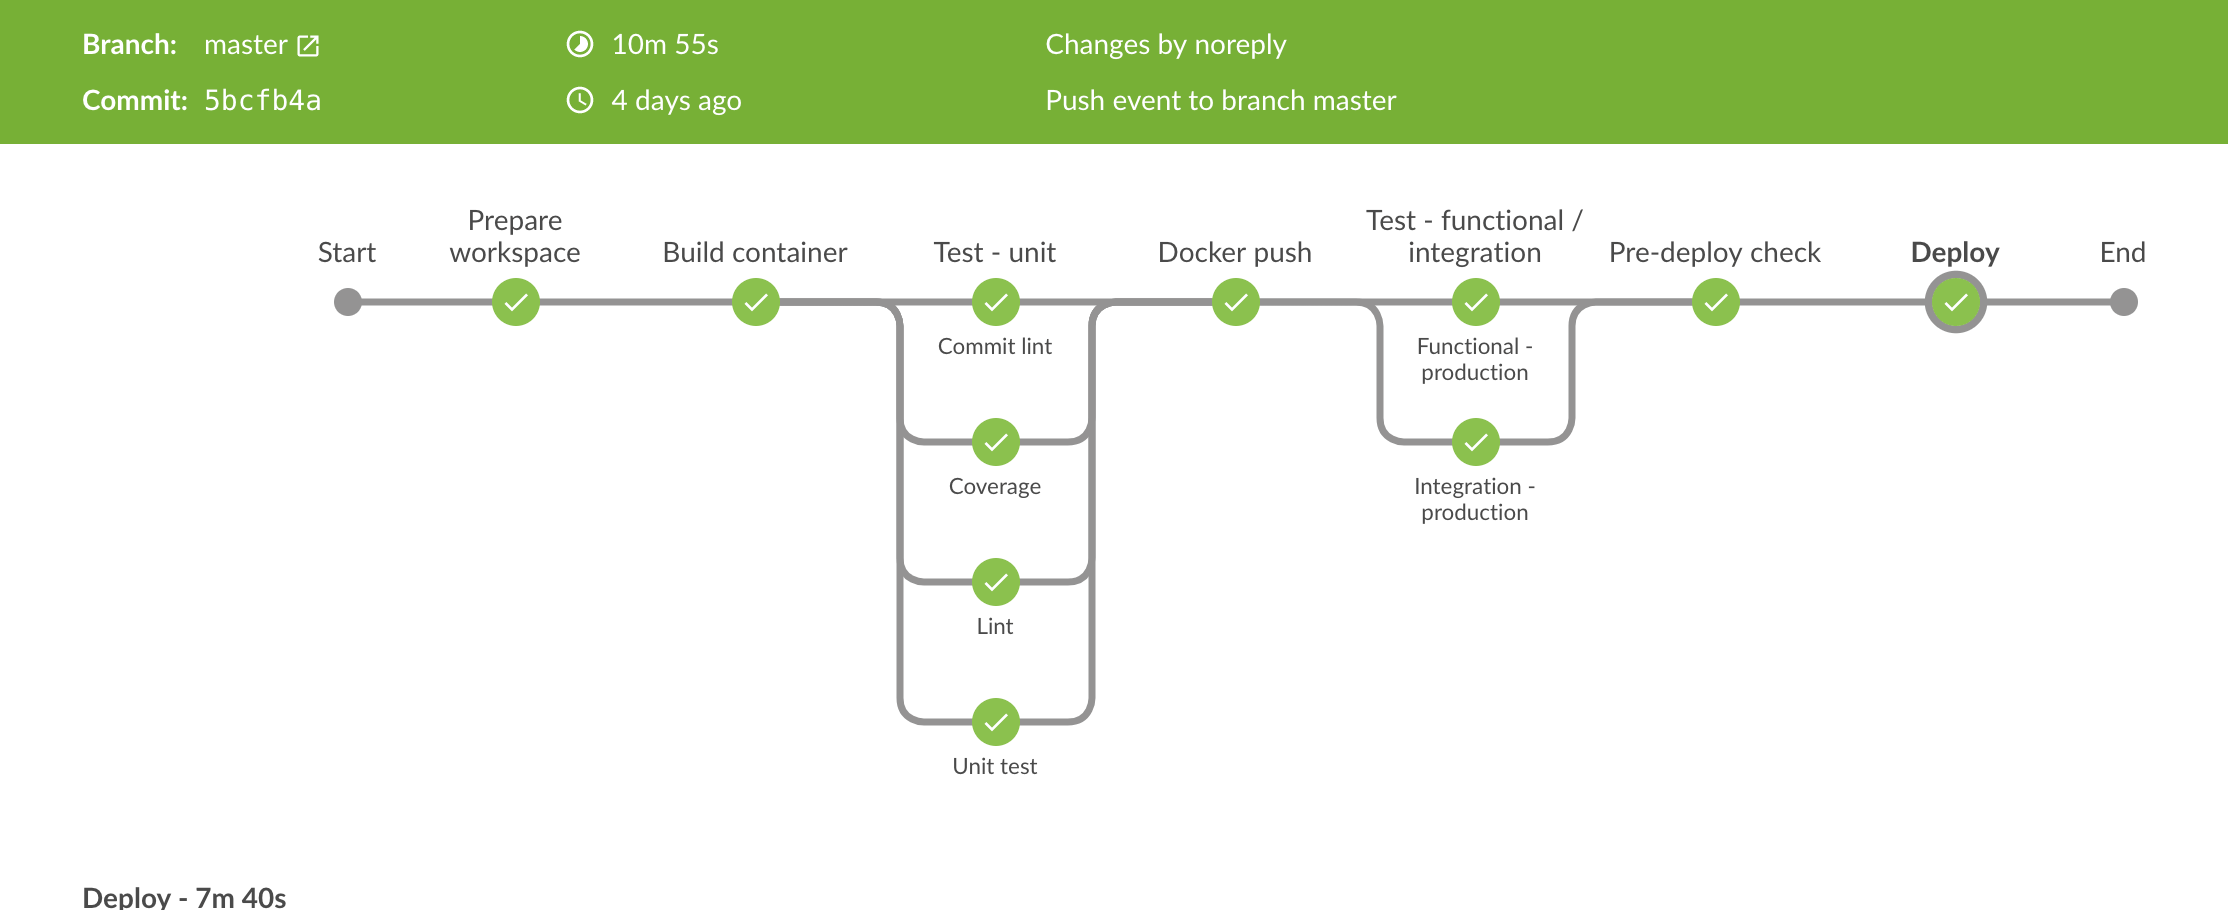 Branch: master
10m 55s
Changes by noreply
Commit: 5bcfb4a
4 days ago
Push event to branch master
Start
Prepare
workspace
Build container
Test - unit
Docker push
Test - functional /
integration
Pre-deploy check
Deploy
End
Commit lint
Functional -
production
Coverage
Integration -
production
Lint
Unit test
Deploy - 7m 40s